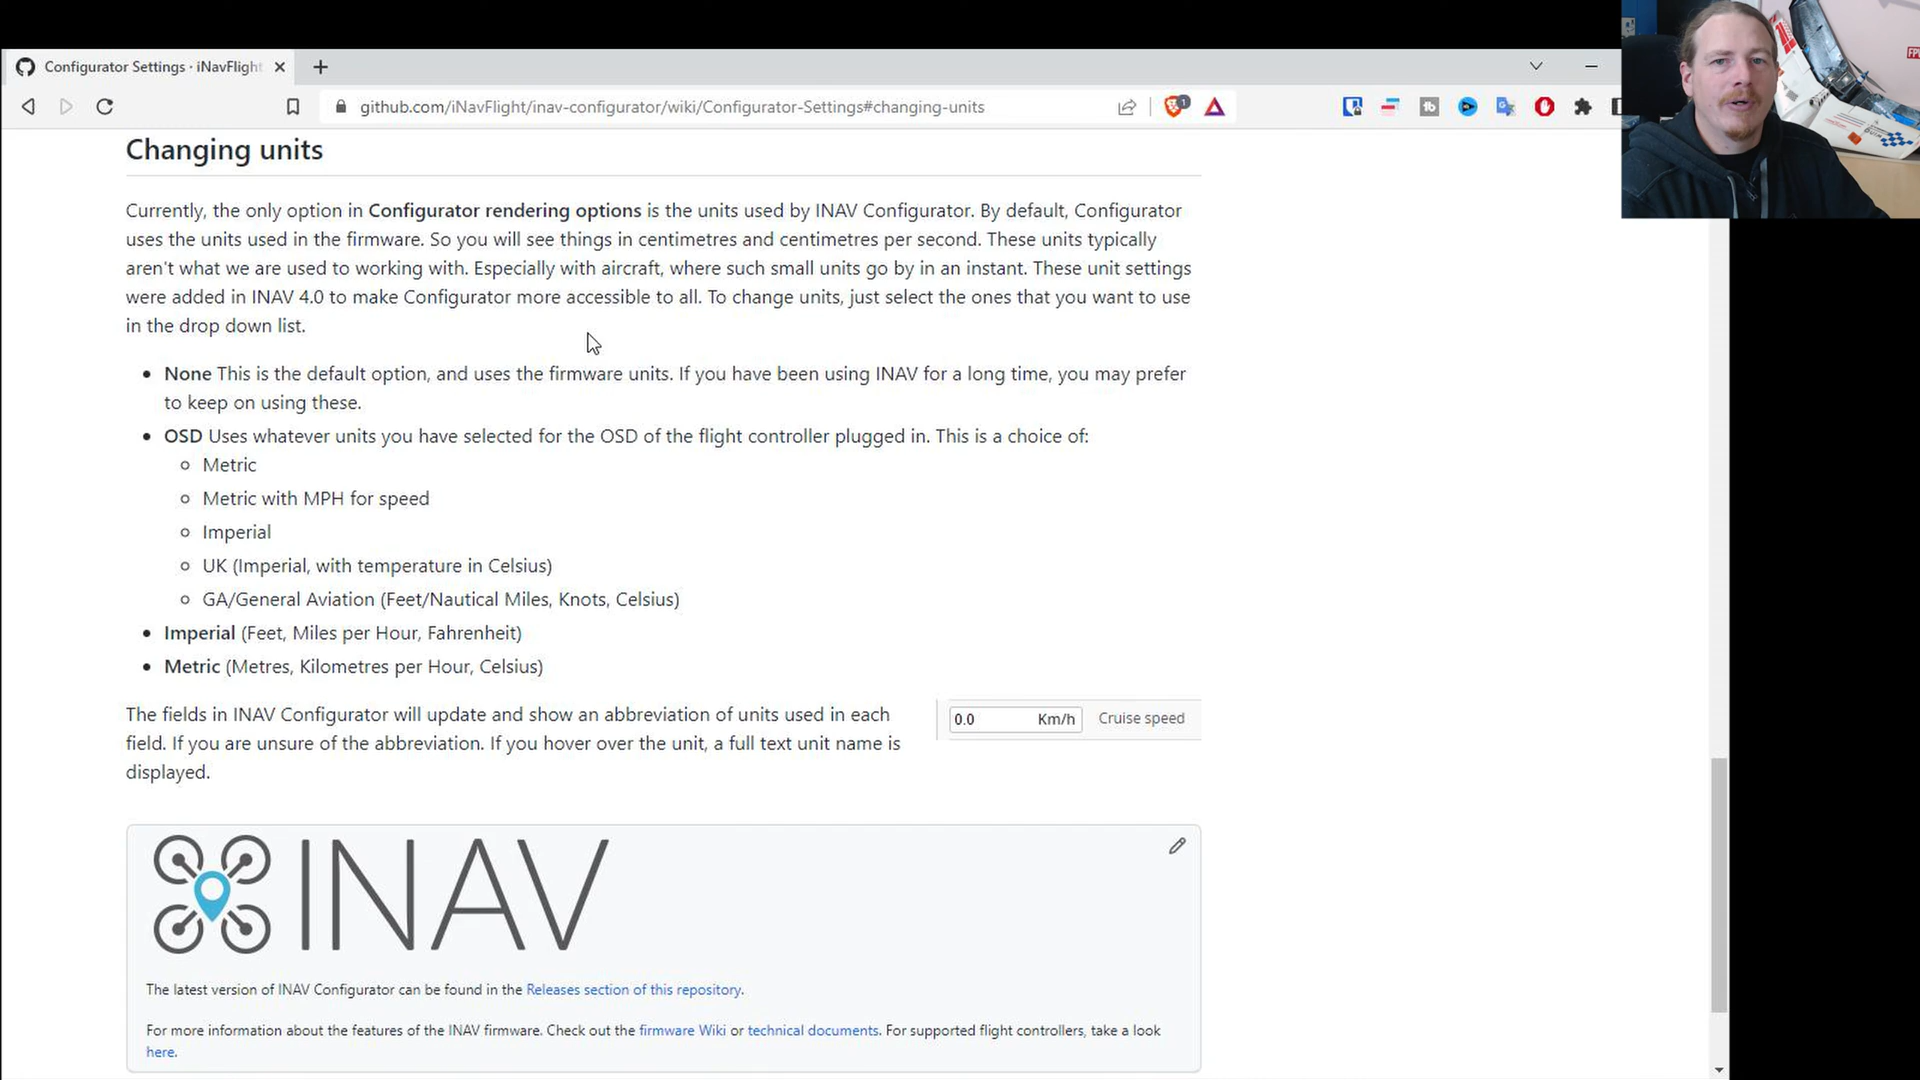 Configurator Settings · iNavFlight
github.com/iNavFlight/inav-configurator/wiki/Configurator-Settings#changing-units
1
Changing units
Currently, the only option in Configurator rendering options is the units used by INAV Configurator. By default, Configurator
uses the units used in the firmware. So you will see things in centimetres and centimetres per second. These units typically
aren't what we are used to working with. Especially with aircraft, where such small units go by in an instant. These unit settings
were added in INAV 4.0 to make Configurator more accessible to all. To change units, just select the ones that you want to use
in the drop down list.
None This is the default option, and uses the firmware units. If you have been using INAV for a long time, you may prefer
to keep on using these.
OSD Uses whatever units you have selected for the OSD of the flight controller plugged in. This is a choice of:
Metric
Metric with MPH for speed
Imperial
UK (Imperial, with temperature in Celsius)
GA/General Aviation (Feet/Nautical Miles, Knots, Celsius)
Imperial (Feet, Miles per Hour, Fahrenheit)
Metric (Metres, Kilometres per Hour, Celsius)
The fields in INAV Configurator will update and show an abbreviation of units used in each
field. If you are unsure of the abbreviation. If you hover over the unit, a full text unit name is
displayed.
0.0 Km/h Cruise speed
INAV
The latest version of INAV Configurator can be found in the Releases section of this repository.
For more information about the features of the INAV firmware. Check out the firmware Wiki or technical documents. For supported flight controllers, take a look
here.